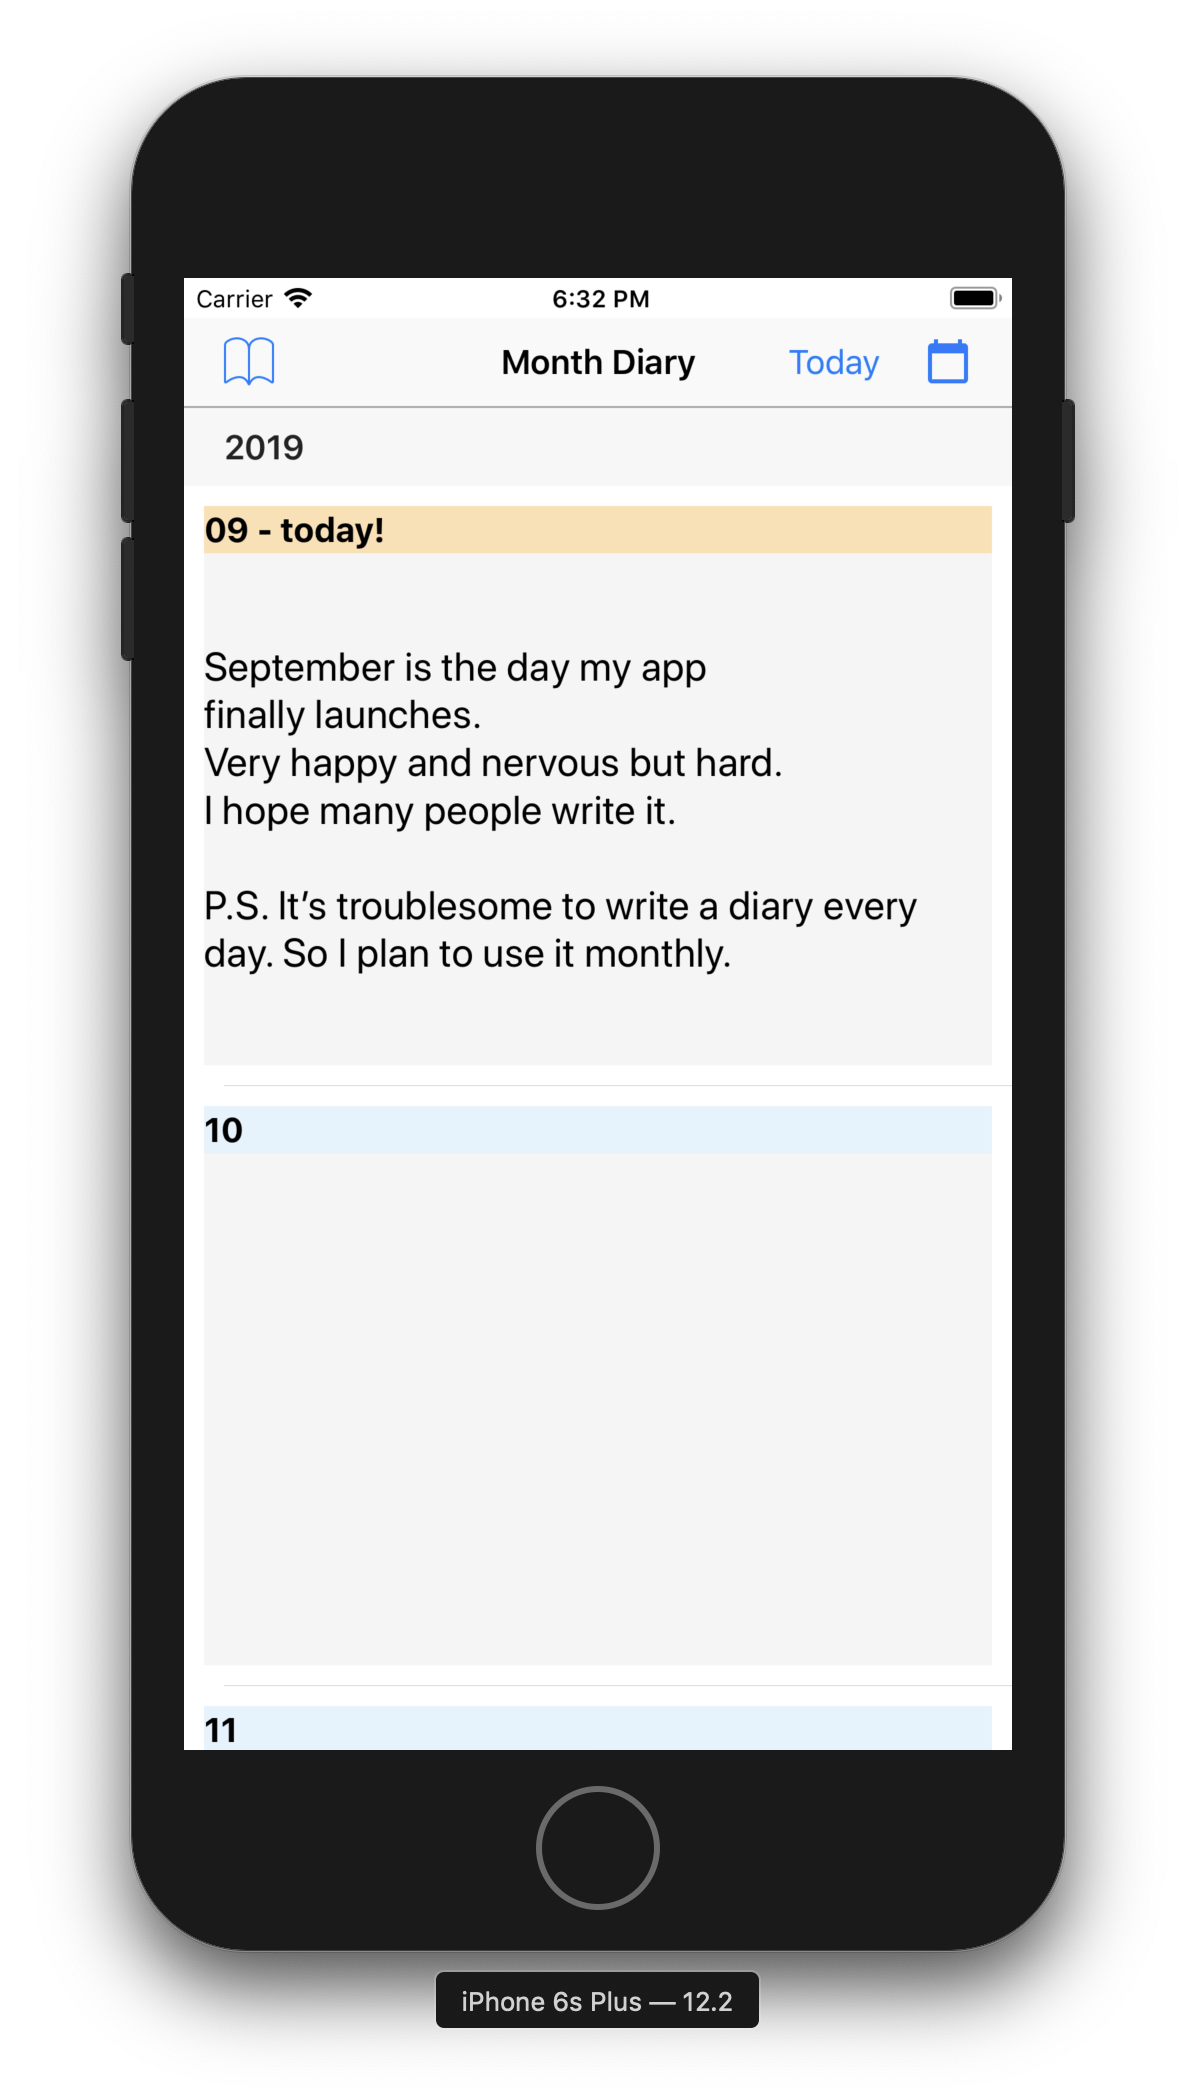 Carrier 6:32 PM
Month Diary Today
2019
09 - today!
September is the day my app
finally launches.
Very happy and nervous but hard.
I hope many people write it.
P.S. It’s troublesome to write a diary every
day. So I plan to use it monthly.
10
11
iPhone 6s Plus — 12.2